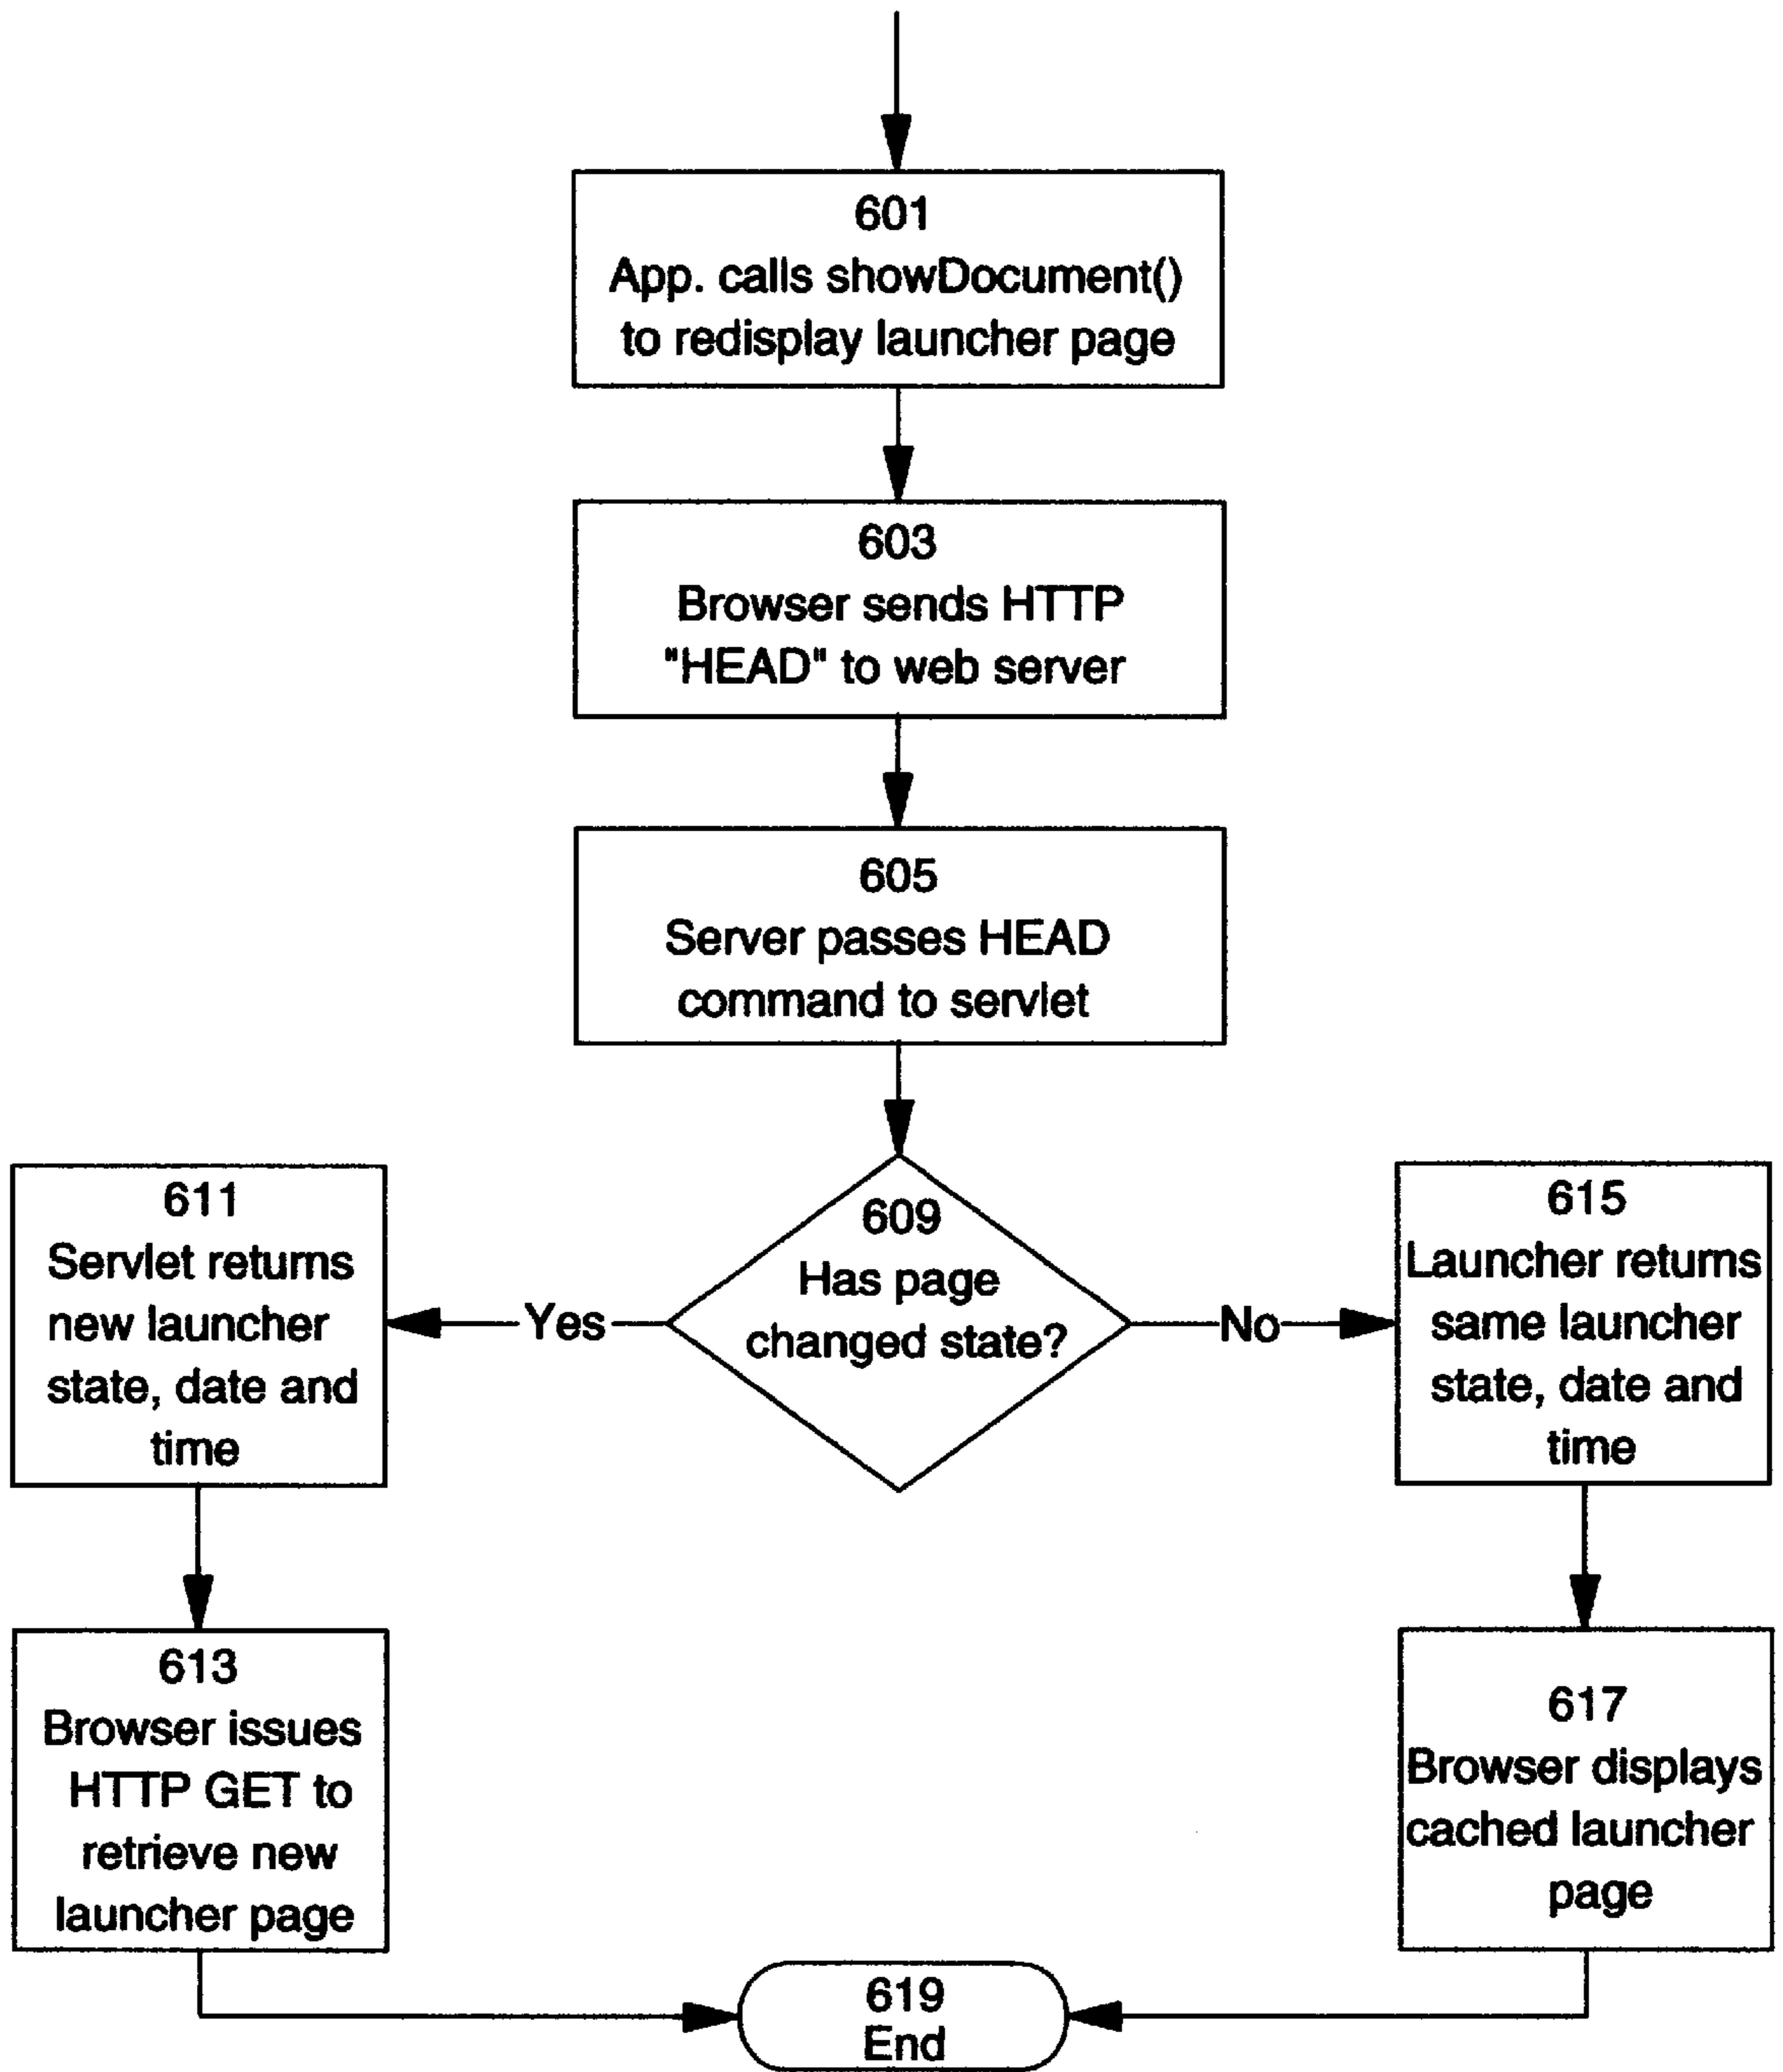 601
App. calls showDocument()
to redisplay launcher page
603
Browser sends HTTP
"HEAD" to web server
605
Server passes HEAD
command to servlet
609
Has page
changed state?
Yes
No
611
Servlet returns
new launcher
state, date and
time
615
Launcher returns
same launcher
state, date and
time
613
Browser issues
HTTP GET to
retrieve new
launcher page
617
Browser displays
cached launcher
page
619
End